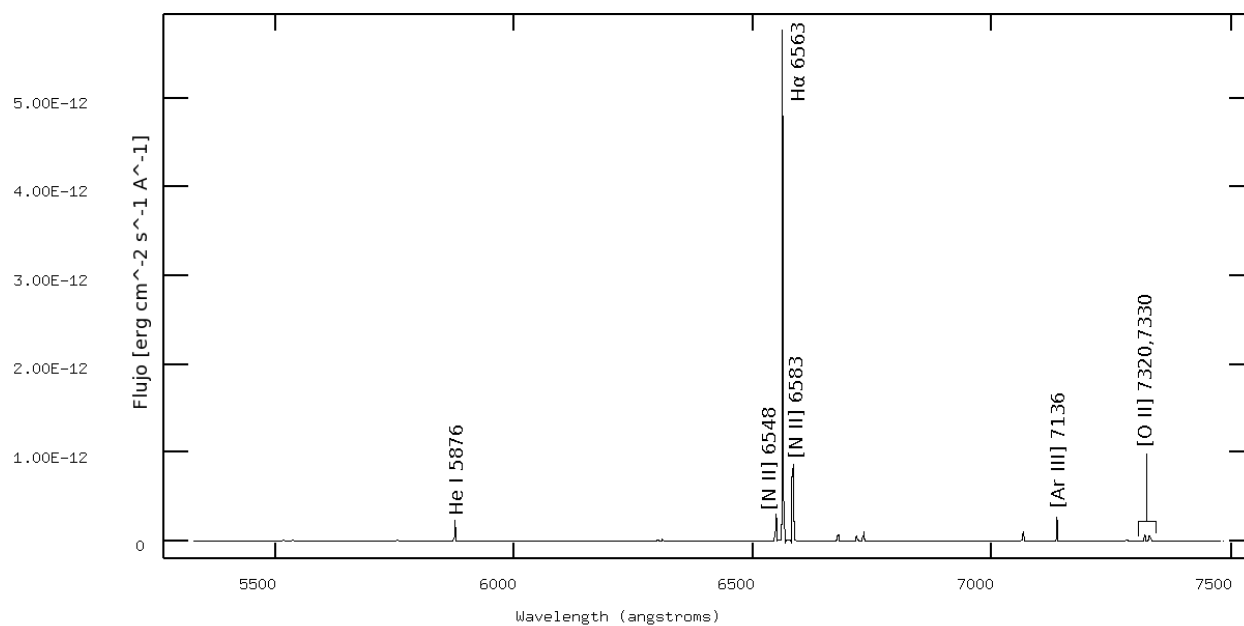 5.00E-12
4.00E-12
3.00E-12
2.00E-12
1.00E-12
0
Flujo [erg cm^-2 s^-1 A^-1]
He I 5876
[N II] 6548
Hα 6563
[N II] 6583
[Ar III] 7136
[O II] 7320,7330
5500
6000
6500
7000
7500
Wavelength (angstroms)